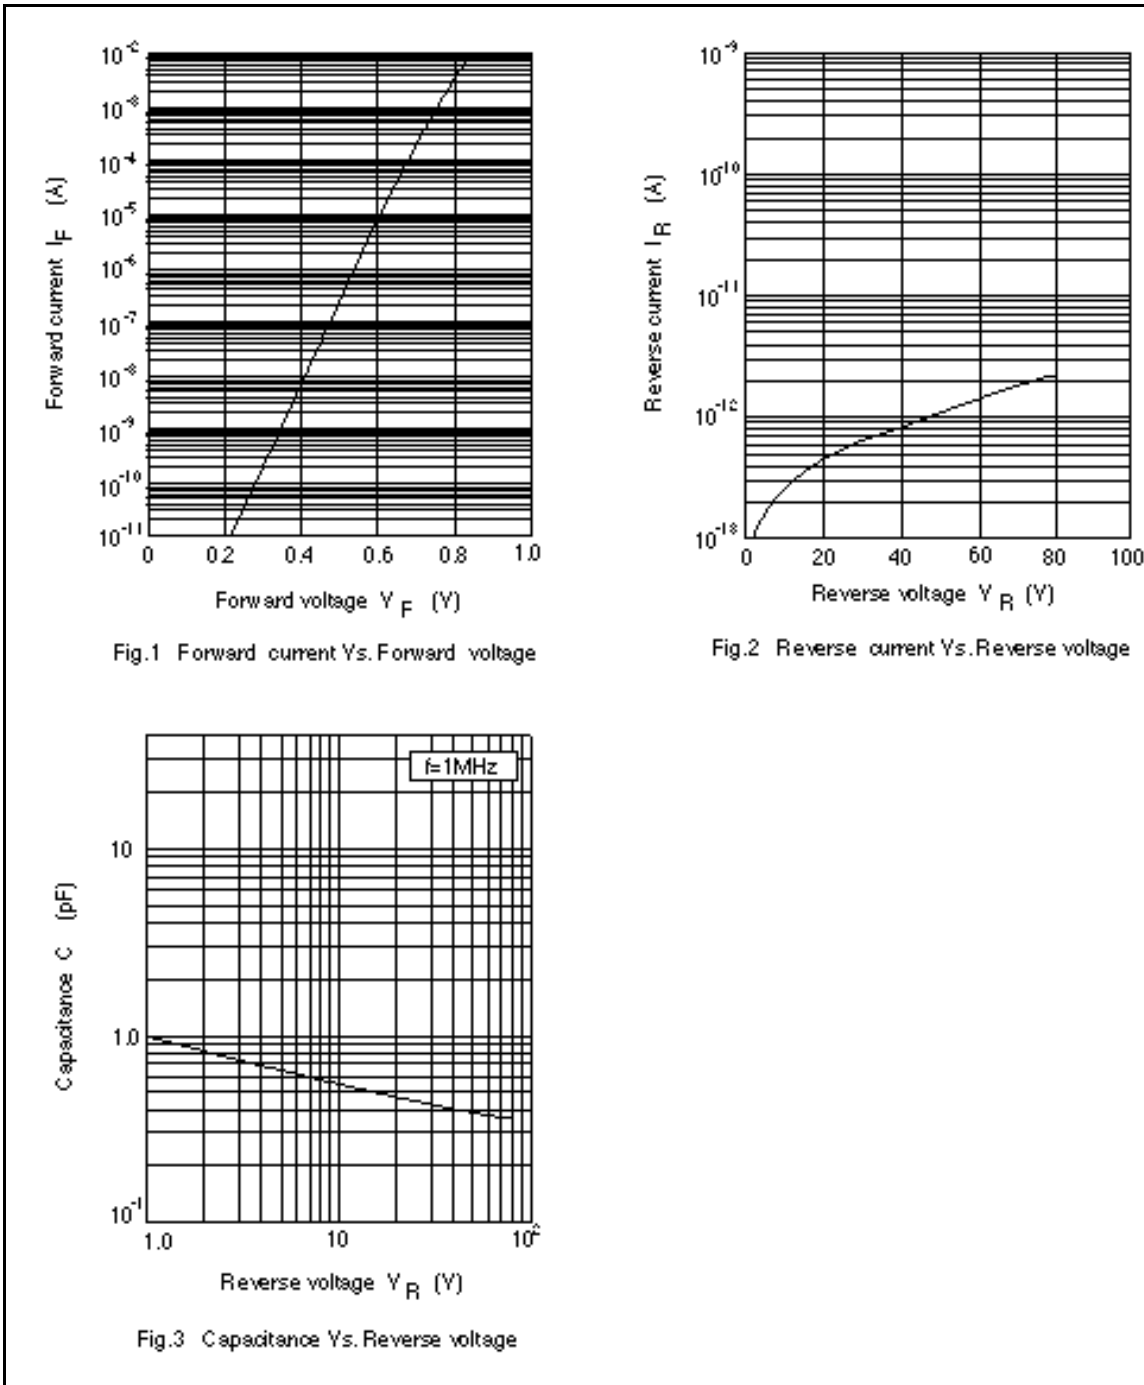 Forward current I_F (A)
10^-2
10^-3
10^-4
10^-5
10^-6
10^-7
10^-8
10^-9
10^-10
10^-11
0 0.2 0.4 0.6 0.8 1.0
Forward voltage V_F (V)
Fig.1 Forward current Vs. Forward voltage
Reverse current I_R (A)
10^-9
10^-10
10^-11
10^-12
10^-13
0 20 40 60 80 100
Reverse voltage V_R (V)
Fig.2 Reverse current Vs. Reverse voltage
f=1MHz
Capacitance C (pF)
10
1.0
10^-1
1.0 10 10^2
Reverse voltage V_R (V)
Fig.3 Capacitance Vs. Reverse voltage